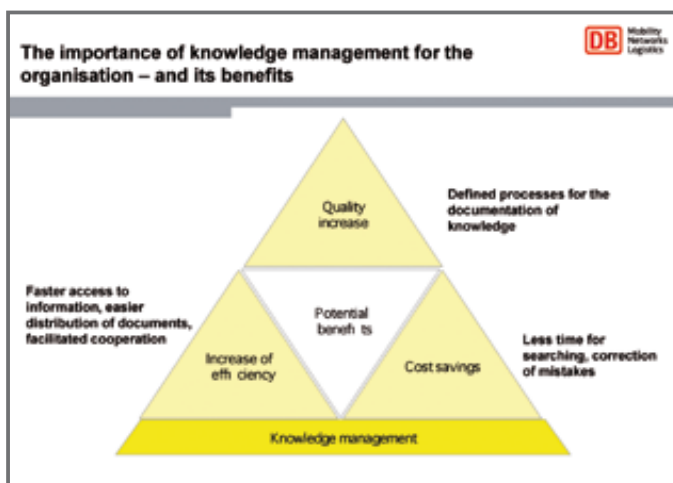 The importance of knowledge management for the
organisation – and its benefits
DB
Mobility
Networks
Logistics
Quality
increase
Defined processes for the
documentation of
knowledge
Faster access to
information, easier
distribution of documents,
facilitated cooperation
Potential
benefi ts
Increase of
effi ciency
Cost savings
Less time for
searching, correction
of mistakes
Knowledge management